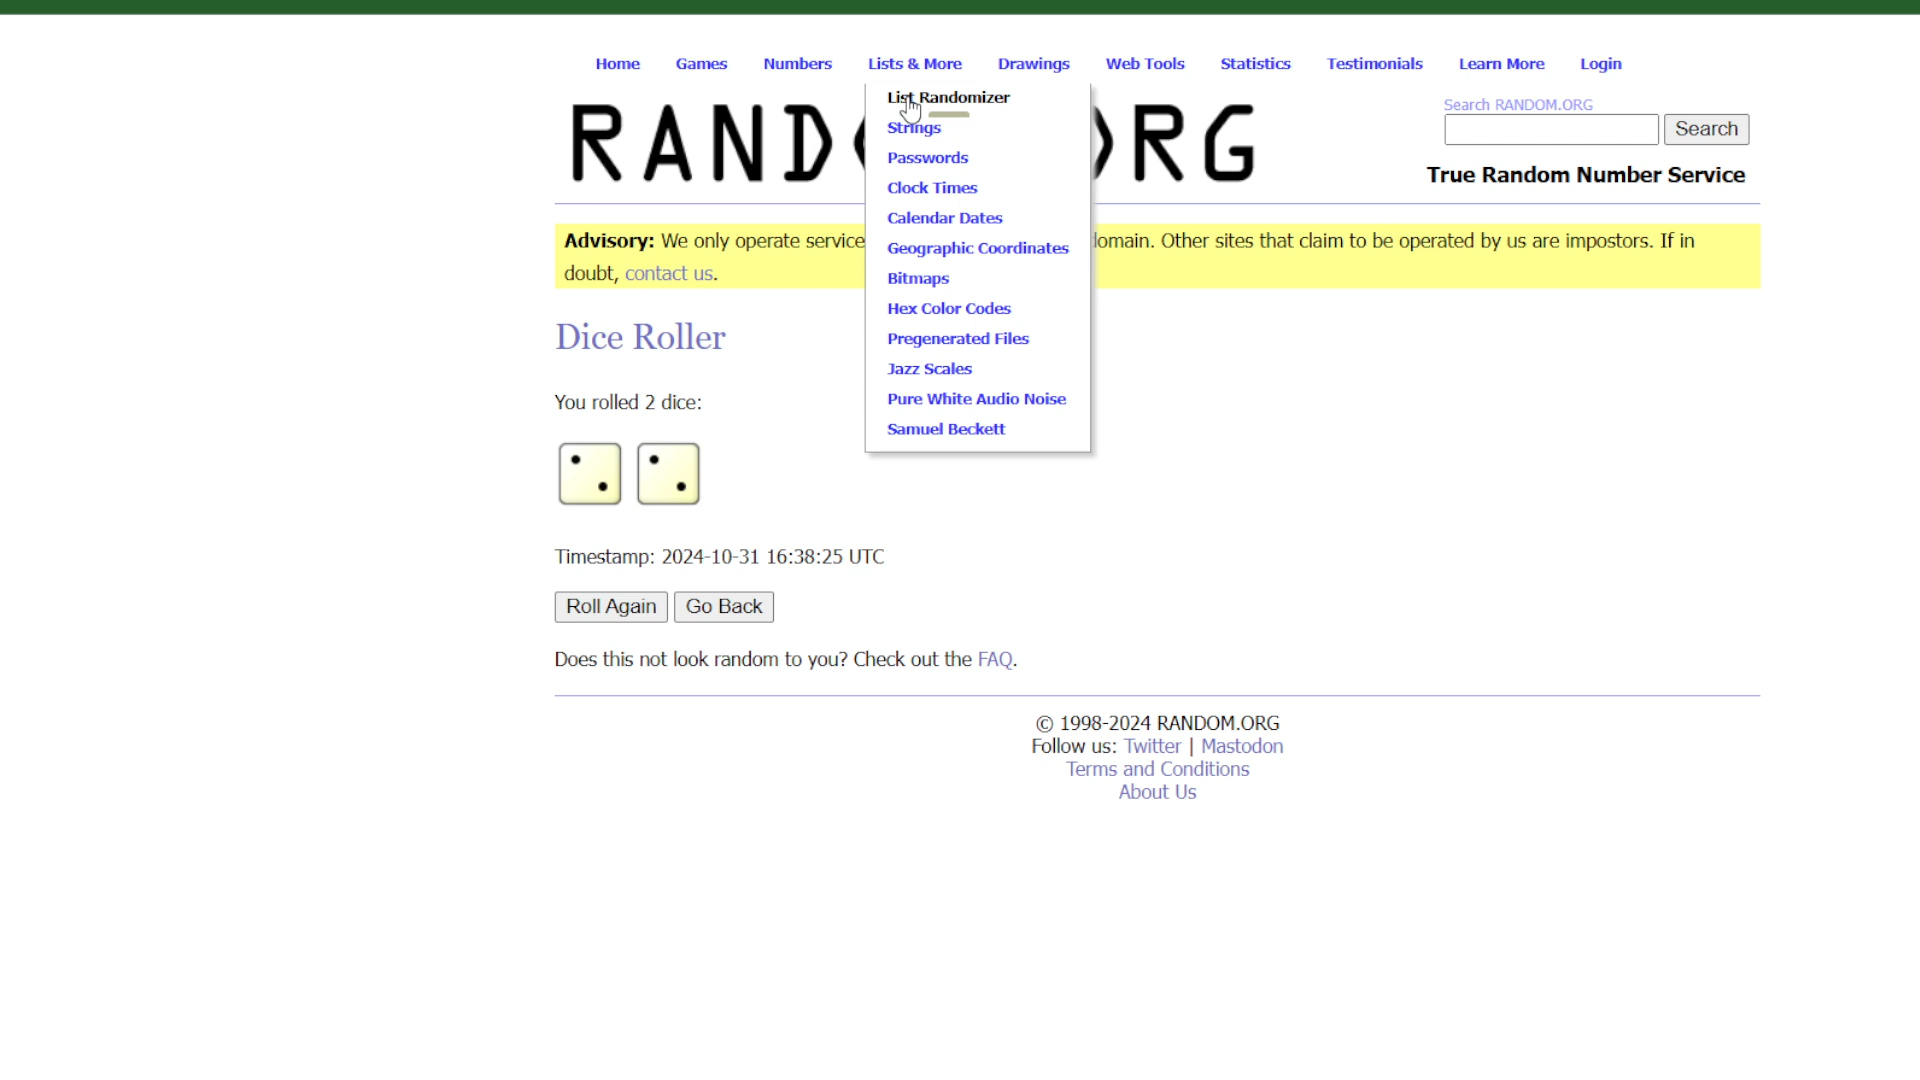 Home Games Numbers Lists & More Drawings Web Tools Statistics Testimonials Learn More Login
List Randomizer
Strings
Passwords
Clock Times
Calendar Dates
Geographic Coordinates
Bitmaps
Hex Color Codes
Pregenerated Files
Jazz Scales
Pure White Audio Noise
Samuel Beckett
RAND RG
Search RANDOM.ORG
Search
True Random Number Service
Advisory: We only operate service omain. Other sites that claim to be operated by us are impostors. If in
doubt, contact us.
Dice Roller
You rolled 2 dice:
Timestamp: 2024-10-31 16:38:25 UTC
Roll Again Go Back
Does this not look random to you? Check out the FAQ.
© 1998-2024 RANDOM.ORG
Follow us: Twitter | Mastodon
Terms and Conditions
About Us